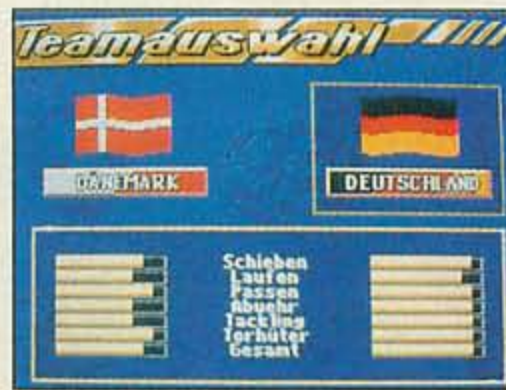 Teamauswahl
DÄNEMARK DEUTSCHLAND
Schieben
Laufen
Passen
Abwehr
Tackling
Torhüter
Gesamt